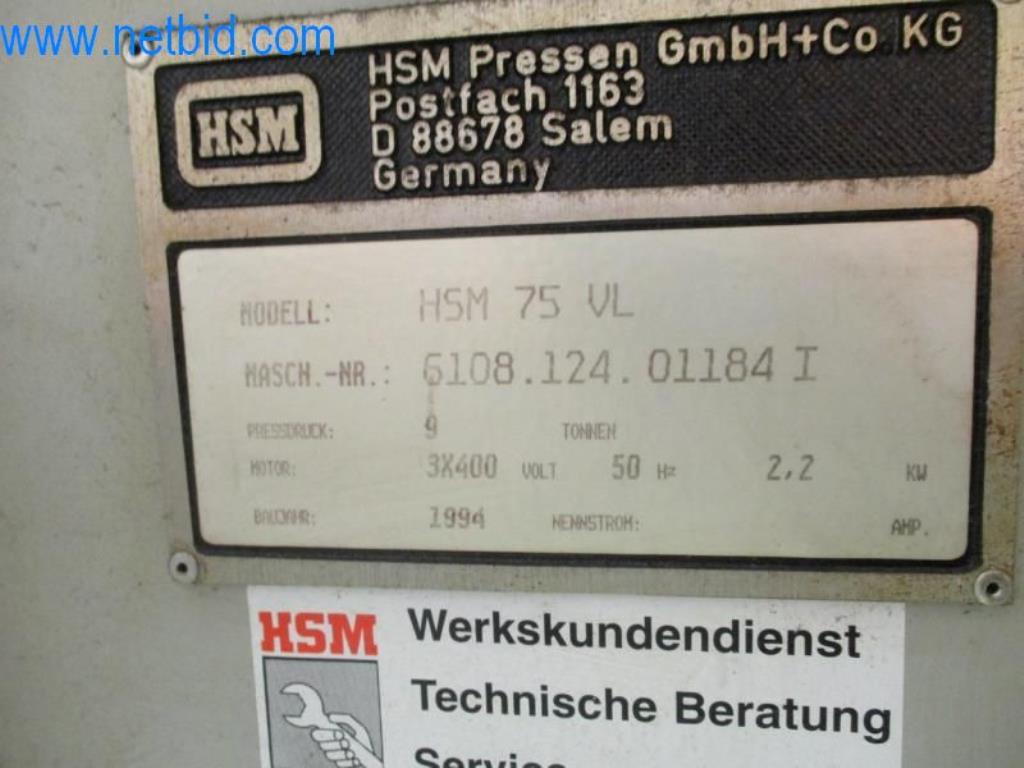 www.netbid.com
HSM
HSM Pressen GmbH+Co KG
Postfach 1163
D 88678 Salem
Germany
MODELL: HSM 75 VL
MASCH.-NR.: 6108.124.01184 I
PRESSDRUCK: 9 TONNEN
MOTOR: 3X400 VOLT 50 Hz 2,2 KW
BAUJAHR: 1994 NENNSTROM: AMP.
HSM
Werkskundendienst
Technische Beratung
Service